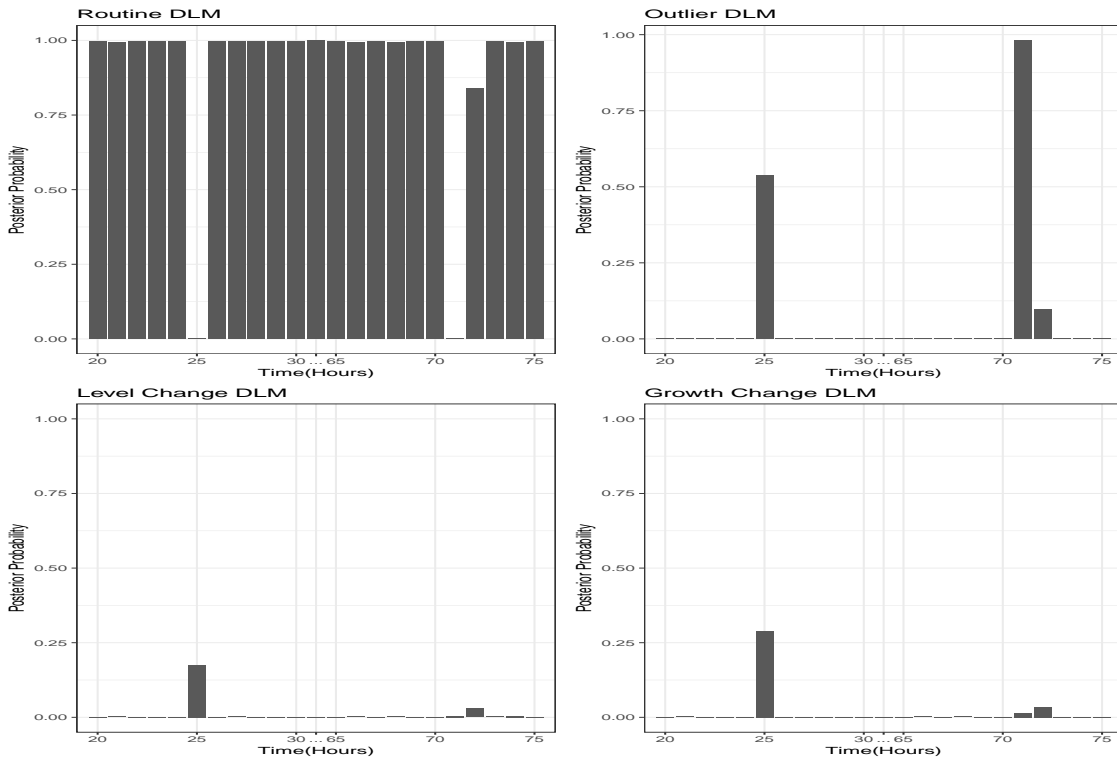 Routine DLM
Posterior Probability
1.00
0.75
0.50
0.25
0.00
20 25 30 ... 65 70 75
Time(Hours)
Outlier DLM
Posterior Probability
1.00
0.75
0.50
0.25
0.00
20 25 30 ... 65 70 75
Time(Hours)
Level Change DLM
Posterior Probability
1.00
0.75
0.50
0.25
0.00
20 25 30 ... 65 70 75
Time(Hours)
Growth Change DLM
Posterior Probability
1.00
0.75
0.50
0.25
0.00
20 25 30 ... 65 70 75
Time(Hours)